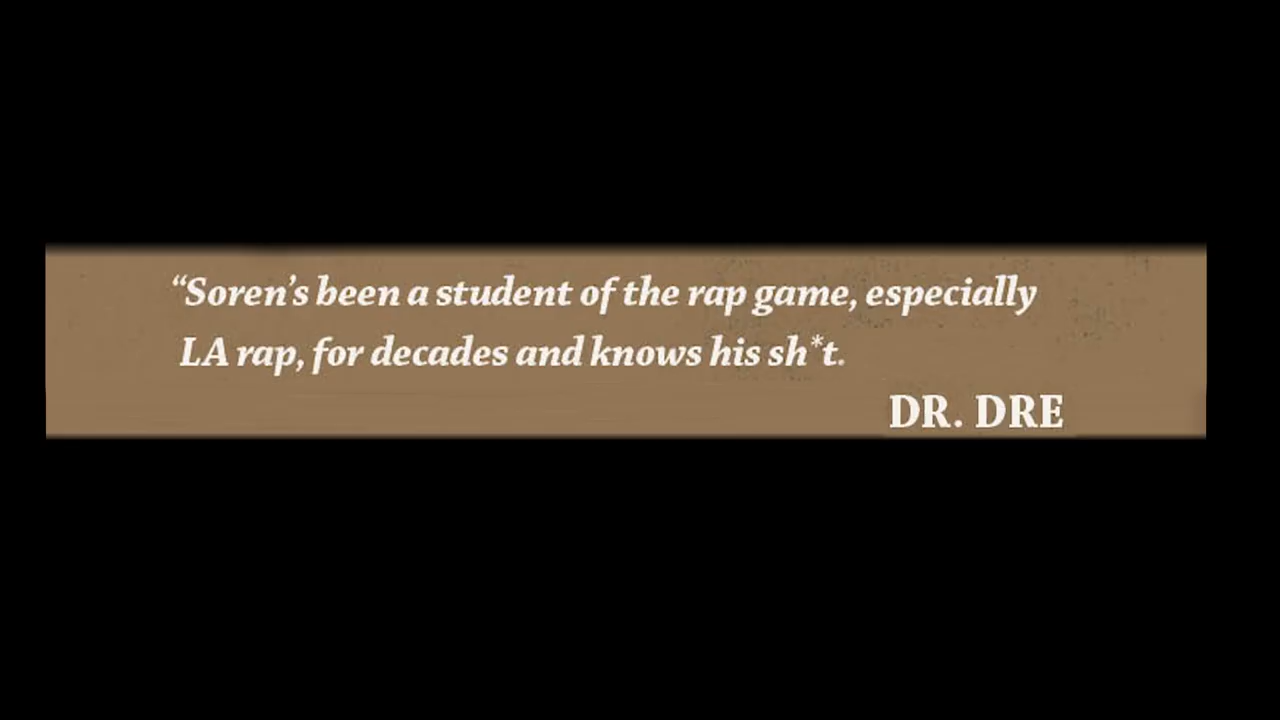 “Soren’s been a student of the rap game, especially
LA rap, for decades and knows his sh*t.
DR. DRE